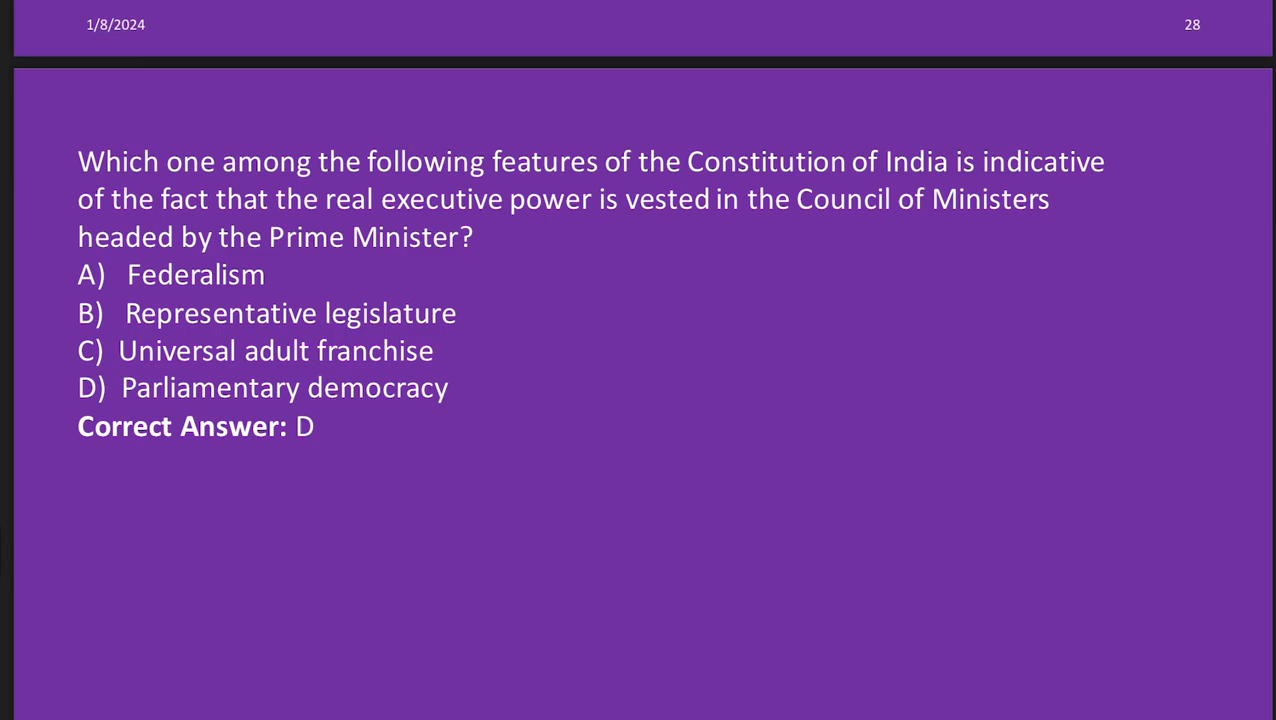 1/8/2024 28
Which one among the following features of the Constitution of India is indicative
of the fact that the real executive power is vested in the Council of Ministers
headed by the Prime Minister?
A) Federalism
B) Representative legislature
C) Universal adult franchise
D) Parliamentary democracy
Correct Answer: D